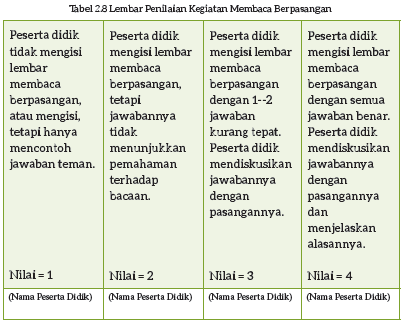 Tabel 2.8 Lembar Penilaian Kegiatan Membaca Berpasangan
Peserta didik
tidak mengisi
lembar
membaca
berpasangan,
atau mengisi,
tetapi hanya
mencontoh
jawaban teman.
Nilai = 1
Peserta didik
mengisi lembar
membaca
berpasangan,
tetapi
jawabannya
tidak
menunjukkan
pemahaman
terhadap
bacaan.
Nilai = 2
Peserta didik
mengisi lembar
membaca
berpasangan
dengan 1--2
jawaban
kurang tepat.
Peserta didik
mendiskusikan
jawabannya
dengan
pasangannya.
Nilai = 3
Peserta didik
mengisi lembar
membaca
berpasangan
dengan semua
jawaban benar.
Peserta didik
mendiskusikan
jawabannya
dengan
pasangannya
dan
menjelaskan
alasannya.
Nilai = 4
(Nama Peserta Didik)
(Nama Peserta Didik)
(Nama Peserta Didik)
(Nama Peserta Didik)